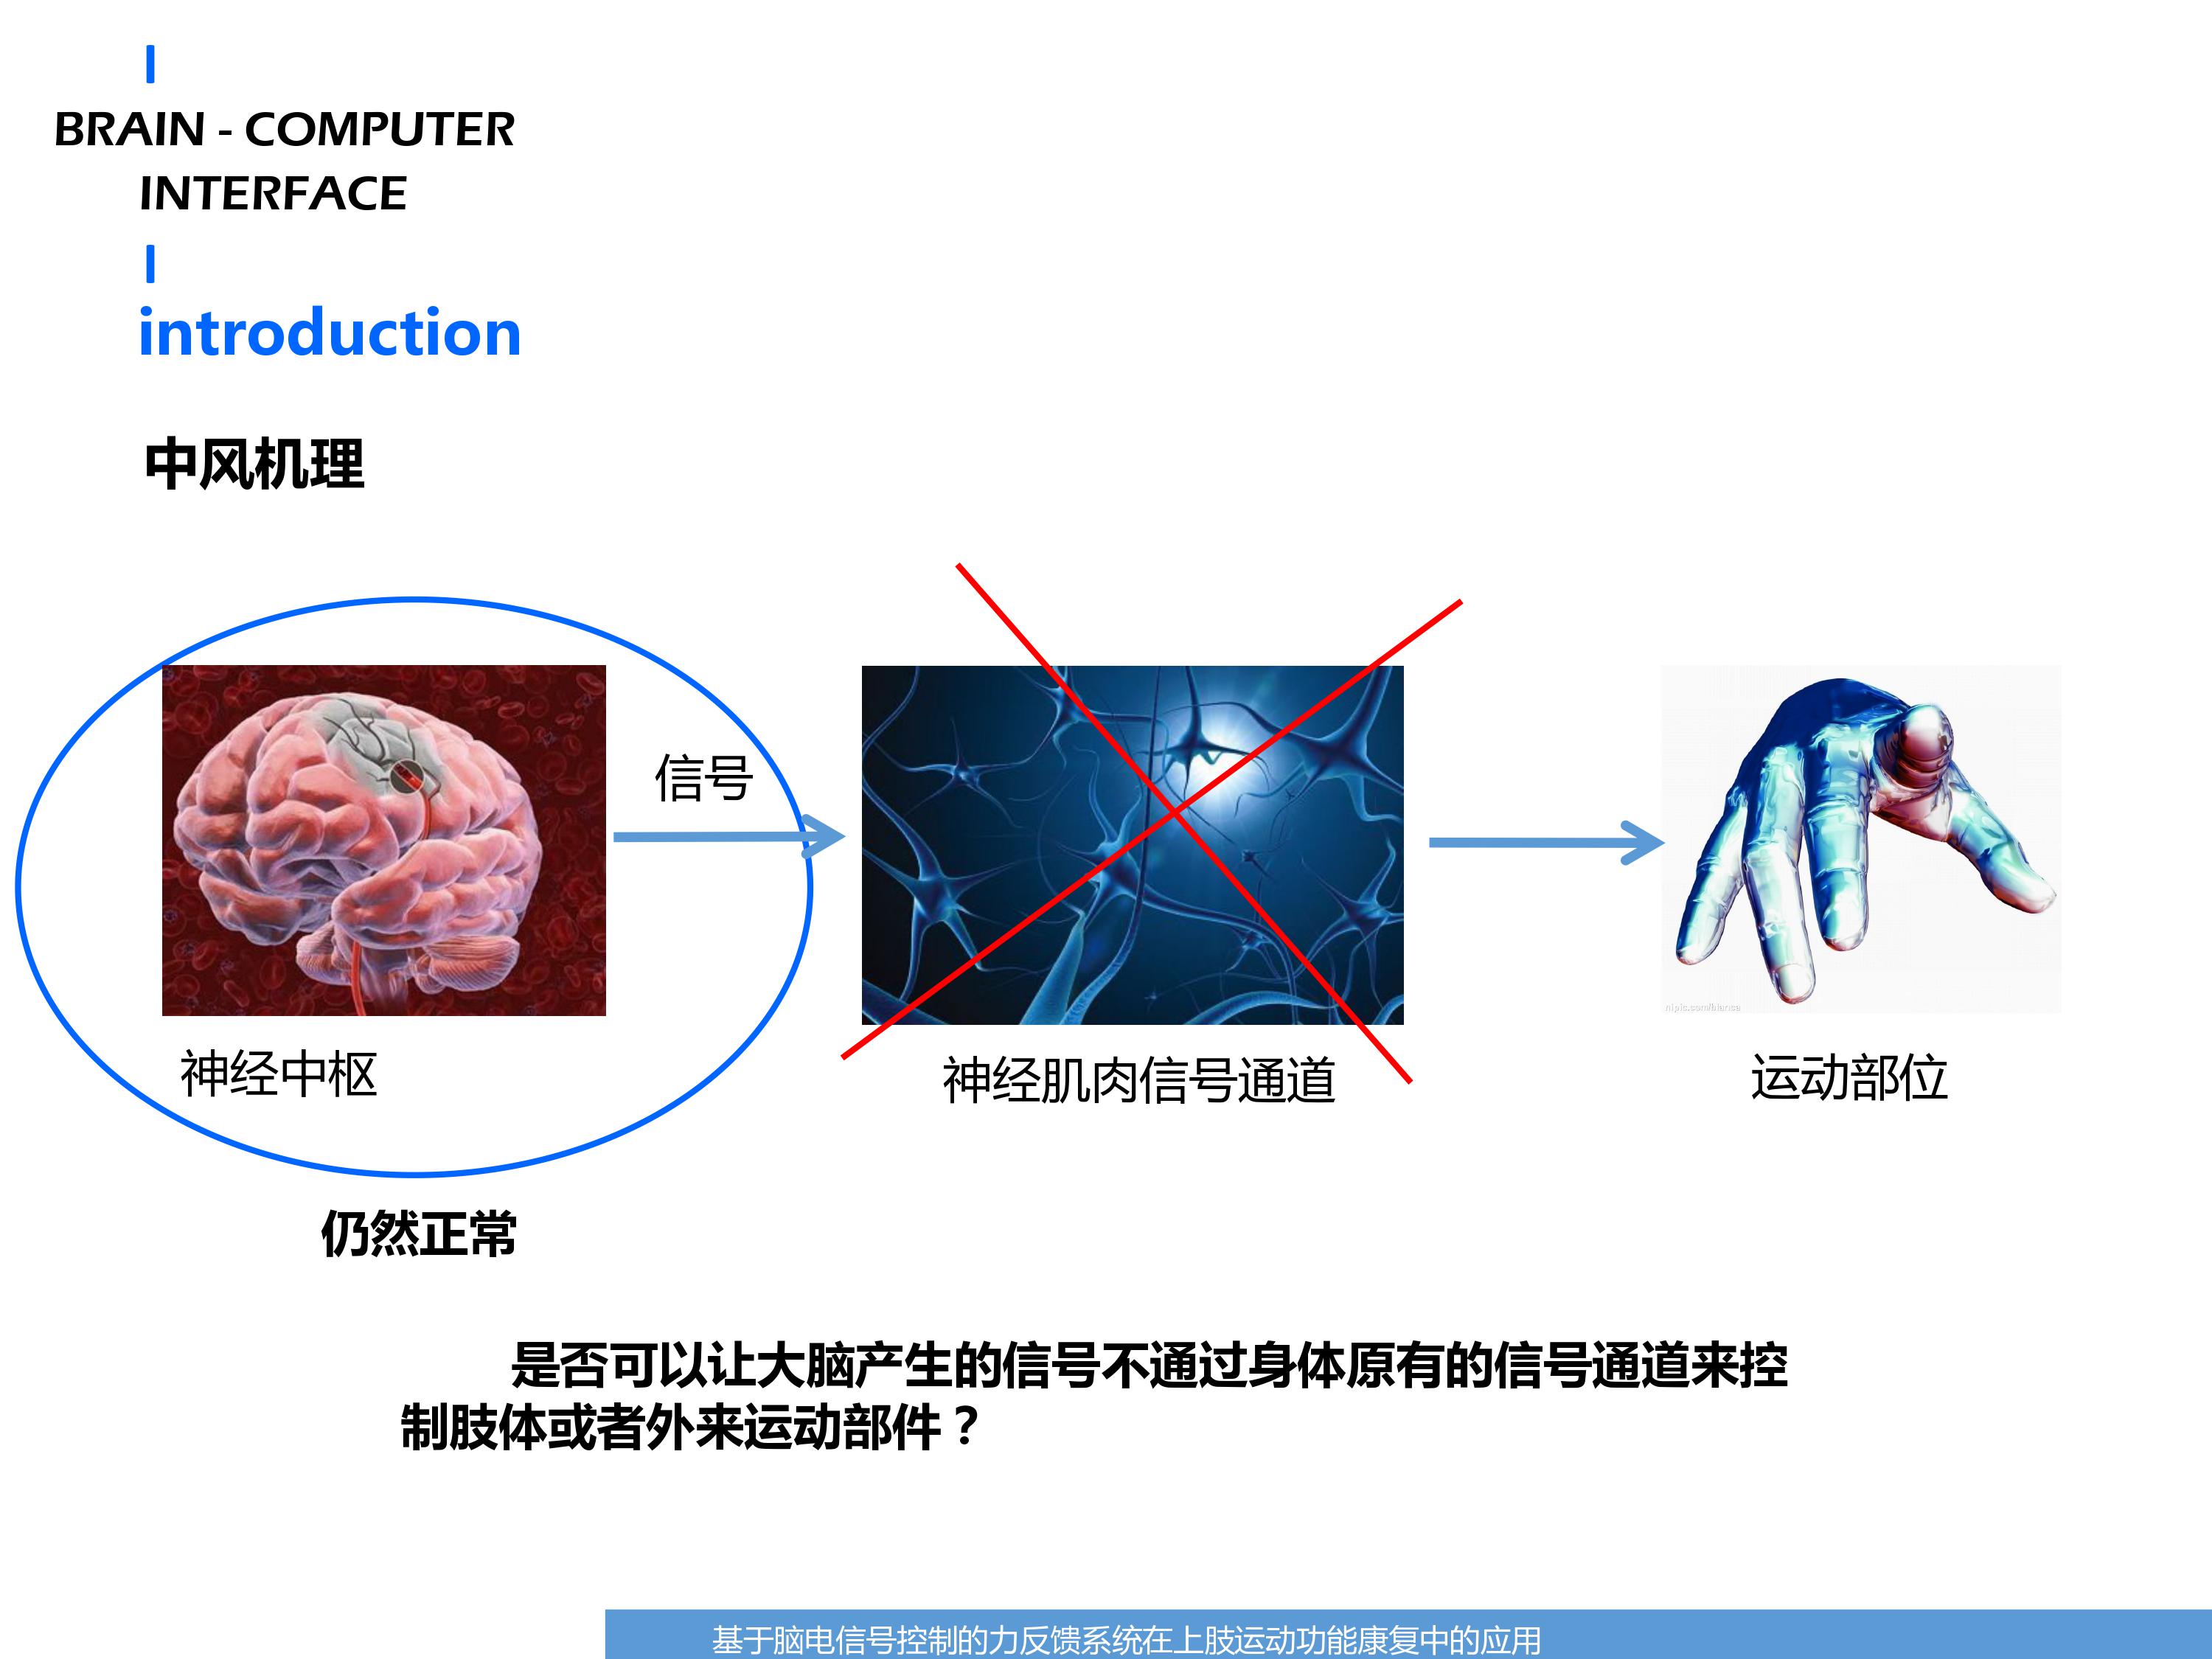 BRAIN - COMPUTER
INTERFACE
introduction
中风机理
信号
神经中枢
神经肌肉信号通道
运动部位
仍然正常
是否可以让大脑产生的信号不通过身体原有的信号通道来控
制肢体或者外来运动部件？
基于脑电信号控制的力反馈系统在上肢运动功能康复中的应用